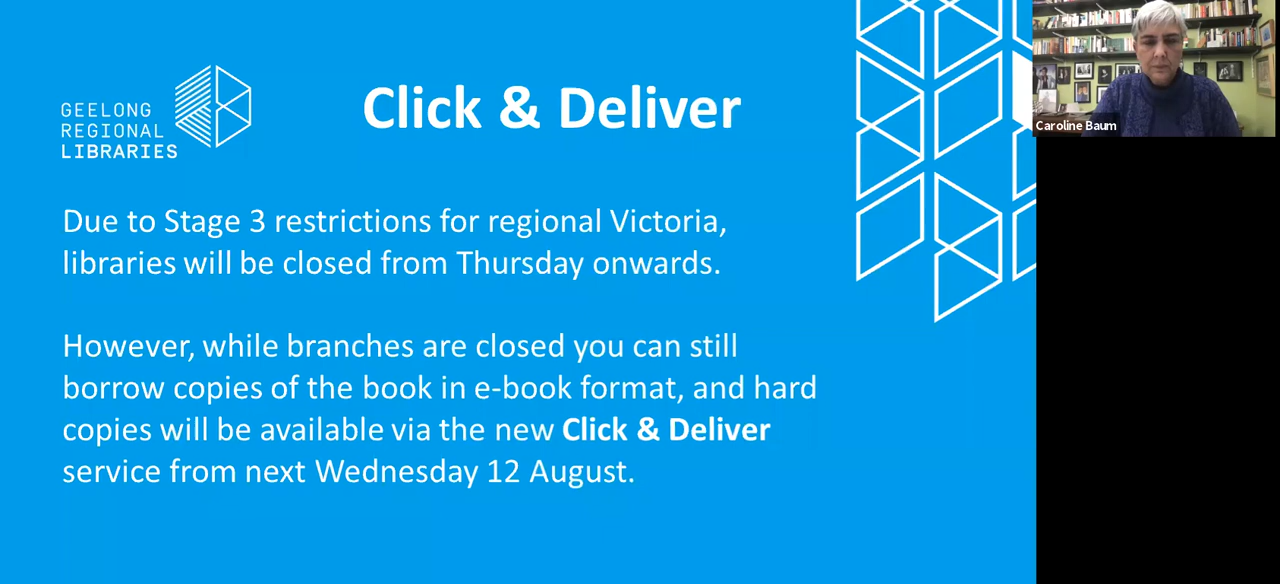 GEELONG
REGIONAL
LIBRARIES
Click & Deliver
Due to Stage 3 restrictions for regional Victoria,
libraries will be closed from Thursday onwards.
However, while branches are closed you can still
borrow copies of the book in e-book format, and hard
copies will be available via the new Click & Deliver
service from next Wednesday 12 August.
Caroline Baum